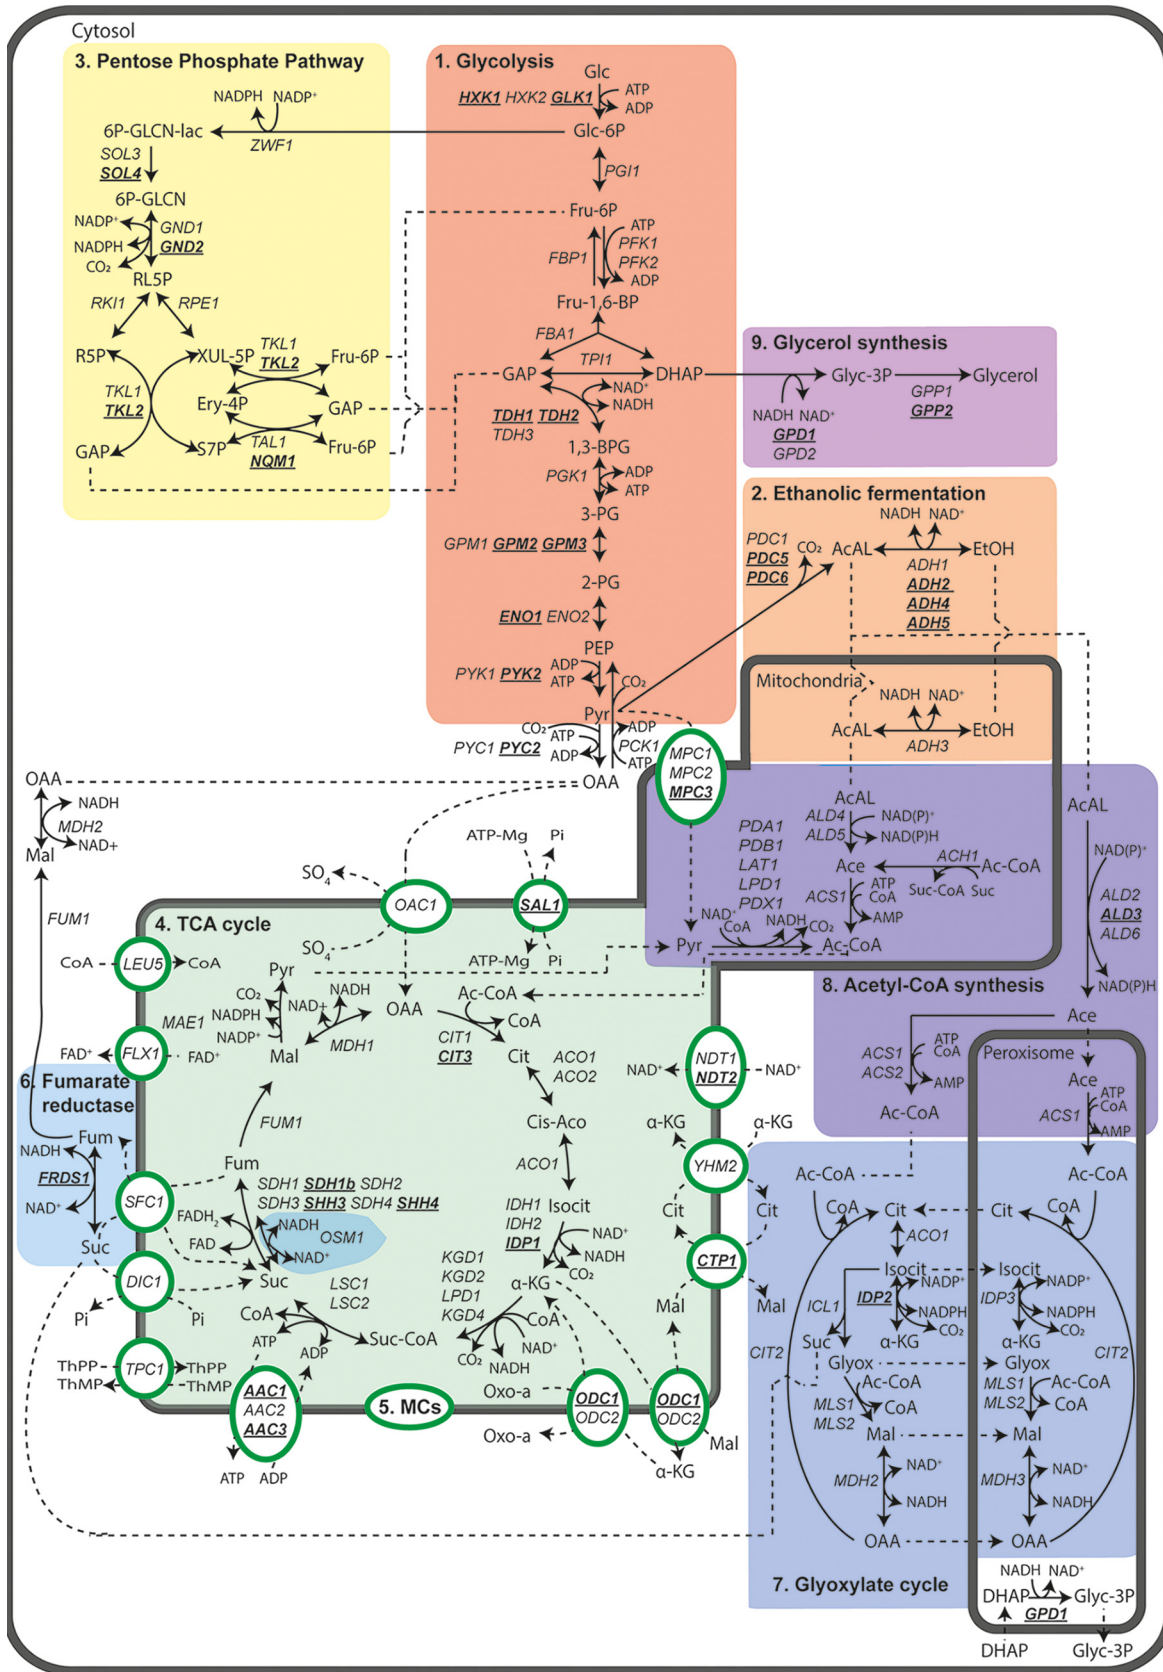 Cytosol
3. Pentose Phosphate Pathway
NADPH NADP⁺
6P-GLCN-lac
ZWF1
SOL3
SOL4
6P-GLCN
NADP⁺
GND1
NADPH
GND2
CO₂
RL5P
RKI1
RPE1
R5P
XUL-5P
TKL1
TKL2
Fru-6P
TKL1
TKL2
Ery-4P
GAP
GAP
S7P
TAL1
NQM1
Fru-6P
1. Glycolysis
Glc
HXK1 HXK2 GLK1
ATP
ADP
Glc-6P
PGI1
Fru-6P
ATP
FBP1
PFK1
PFK2
ADP
Fru-1,6-BP
FBA1
TPI1
GAP
DHAP
NAD⁺
NADH
TDH1 TDH2
TDH3
1,3-BPG
PGK1
ADP
ATP
3-PG
GPM1 GPM2 GPM3
2-PG
ENO1 ENO2
PEP
PYK1 PYK2
ADP
ATP
CO₂
Pyr
CO₂
ATP
ADP
PYC1 PYC2
ADP
PCK1
ATP
OAA
9. Glycerol synthesis
Glyc-3P
GPP1
GPP2
Glycerol
NADH NAD⁺
GPD1
GPD2
2. Ethanolic fermentation
NADH NAD⁺
PDC1
PDC5
PDC6
CO₂
AcAL
EtOH
ADH1
ADH2
ADH4
ADH5
Mitochondria
NADH NAD⁺
AcAL
EtOH
ADH3
MPC1
MPC2
MPC3
AcAL
ALD4
ALD5
NAD(P)⁺
NAD(P)H
PDA1
PDB1
LAT1
LPD1
PDX1
Ace
ACH1
Ac-CoA
Suc-CoA Suc
ACS1
ATP
CoA
AMP
NAD⁺
CoA
NADH
CO₂
Pyr
Ac-CoA
AcAL
NAD(P)⁺
ALD2
ALD3
ALD6
NAD(P)H
8. Acetyl-CoA synthesis
Ace
ACS1
ACS2
ATP
CoA
AMP
Ac-CoA
Peroxisome
Ace
ACS1
ATP
CoA
AMP
Ac-CoA
OAA
NADH
MDH2
NAD+
Mal
FUM1
SO₄
OAC1
ATP-Mg
Pi
SAL1
4. TCA cycle
SO₄
ATP-Mg
Pi
CoA
LEU5
CoA
Pyr
CO₂
NADPH
NADP⁺
MAE1
NAD+
NADH
OAA
Mal
MDH1
Ac-CoA
CoA
CIT1
CIT3
Cit
ACO1
ACO2
FAD⁺
FLX1
FAD⁺
NAD⁺
NDT1
NDT2
NAD⁺
Cis-Aco
ACO1
FUM1
6. Fumarate
reductase
Fum
NADH
FRDS1
NAD⁺
Suc
SFC1
Fum
SDH1 SDH1b SDH2
SDH3 SHH3 SDH4 SHH4
FADH₂
FAD
NADH
OSM1
NAD⁺
Suc
Isocit
IDH1
IDH2
IDP1
NAD⁺
NADH
CO₂
α-KG
α-KG
YHM2
Cit
Cit
CTP1
Mal
Mal
DIC1
Pi
Pi
LSC1
LSC2
CoA
ATP
ADP
Suc-CoA
KGD1
KGD2
LPD1
KGD4
α-KG
CoA
NAD⁺
CO₂
NADH
ThPP
ThMP
TPC1
ThPP
ThMP
AAC1
AAC2
AAC3
ATP
ADP
5. MCs
Oxo-a
Oxo-a
ODC1
ODC2
ODC1
ODC2
Mal
α-KG
Ac-CoA
CoA
Cit
Cit
CoA
ACO1
Isocit
Isocit
ICL1
IDP2
NADP⁺
NADPH
CO₂
IDP3
NADP⁺
NADPH
CO₂
Suc
α-KG
α-KG
CIT2
CIT2
Glyox
Glyox
Ac-CoA
MLS1
MLS2
CoA
MLS1
MLS2
Ac-CoA
CoA
Mal
Mal
MDH2
NAD⁺
NADH
MDH3
NAD⁺
NADH
OAA
OAA
7. Glyoxylate cycle
NADH NAD⁺
DHAP
Glyc-3P
GPD1
DHAP
Glyc-3P